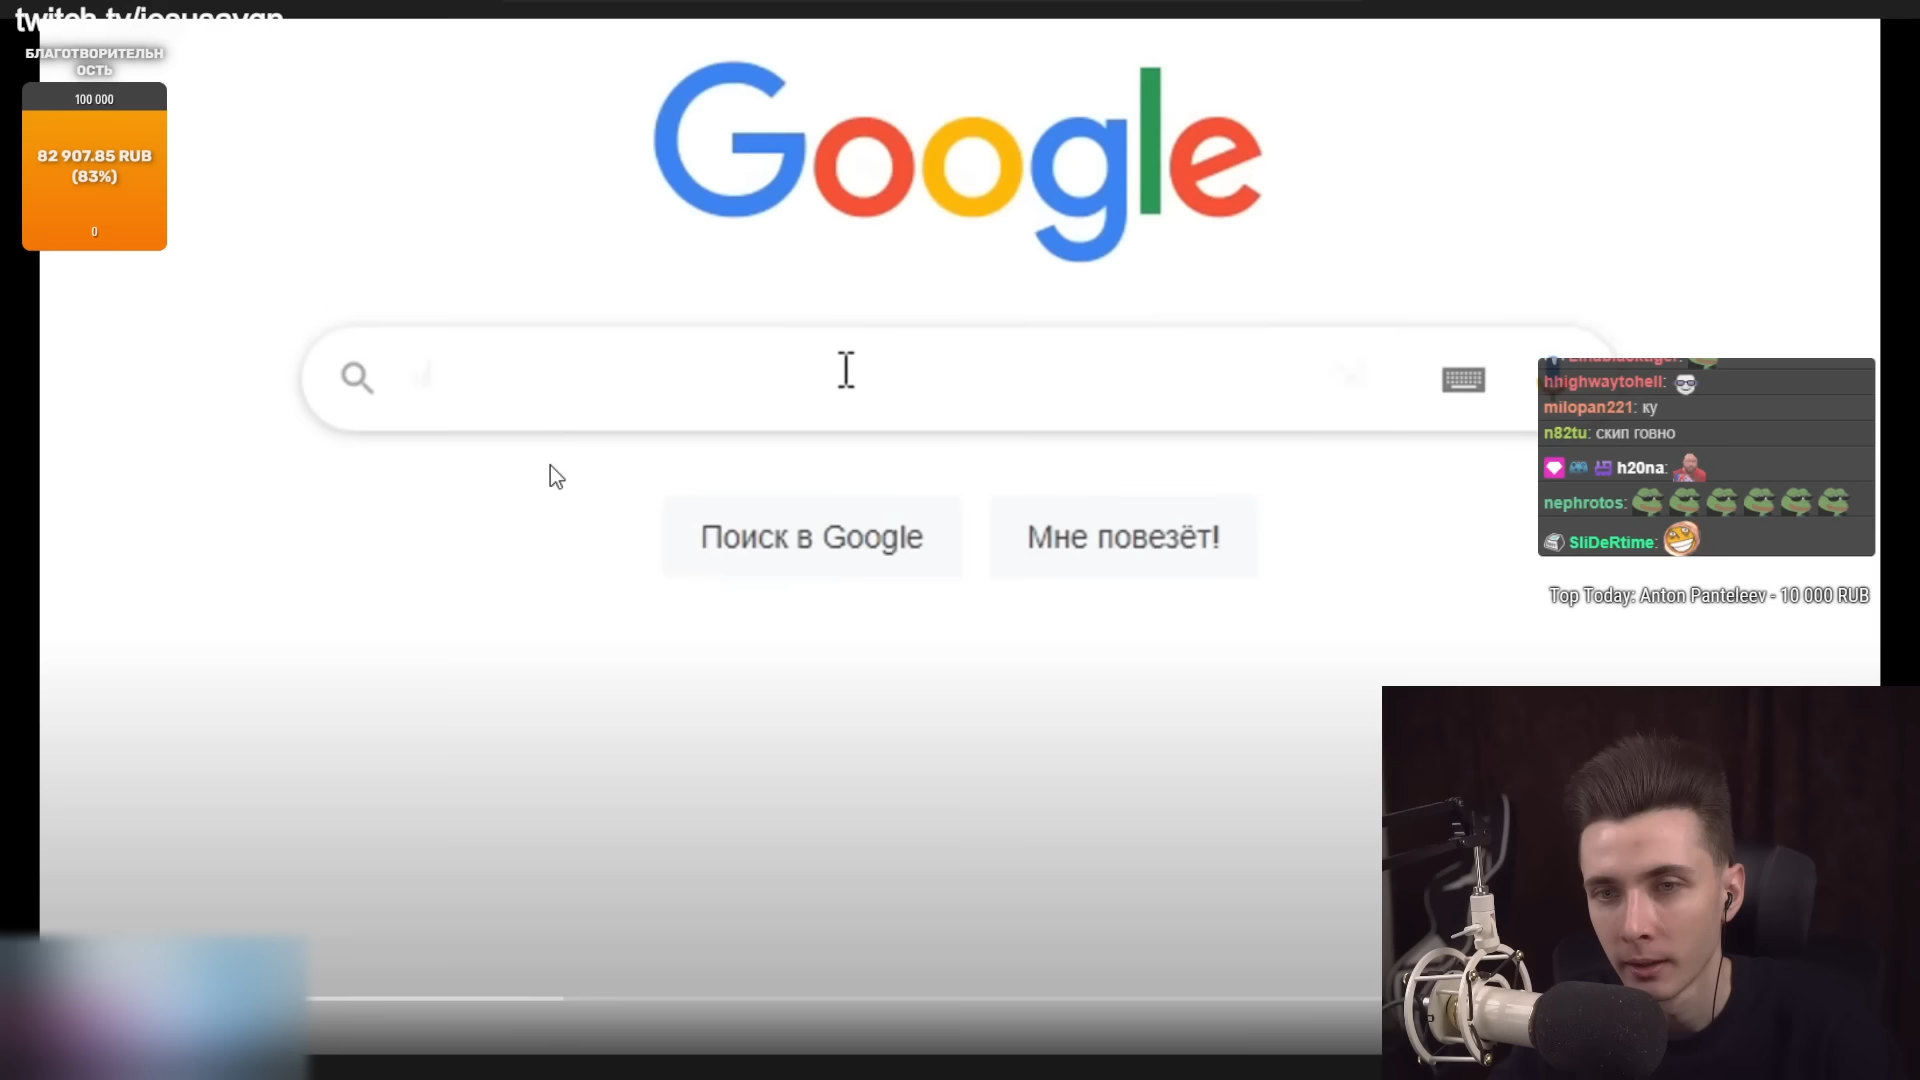 БЛАГОТВОРИТЕЛЬН
ОСТЬ
100 000
82 907.85 RUB
(83%)
0
Google
Поиск в Google
Мне повезёт!
hhighwaytohell:
milopan221: ку
n82tu: скип говно
h20na:
nephrotos:
SliDeRtime:
Top Today: Anton Panteleev - 10 000 RUB